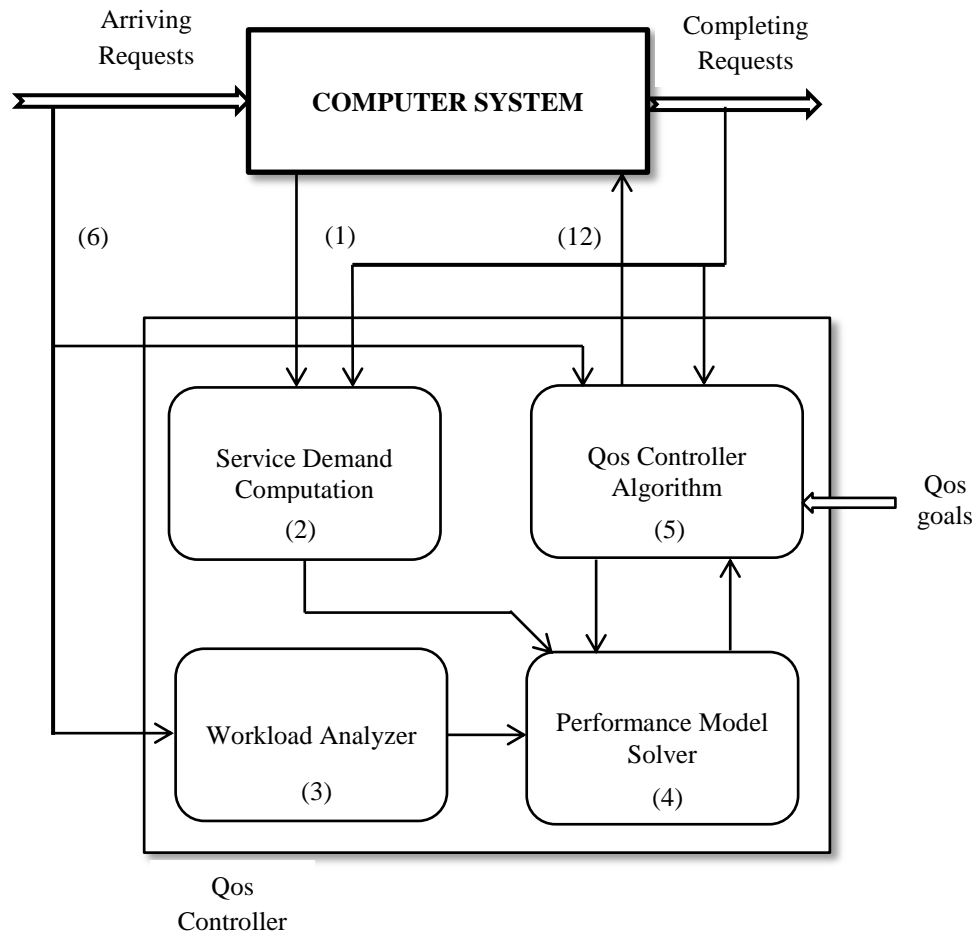 Arriving
Requests
Completing
Requests
COMPUTER SYSTEM
(6)
(1)
(12)
Service Demand
Computation
(2)
Qos Controller
Algorithm
(5)
Qos
goals
Workload Analyzer
(3)
Performance Model
Solver
(4)
Qos
Controller